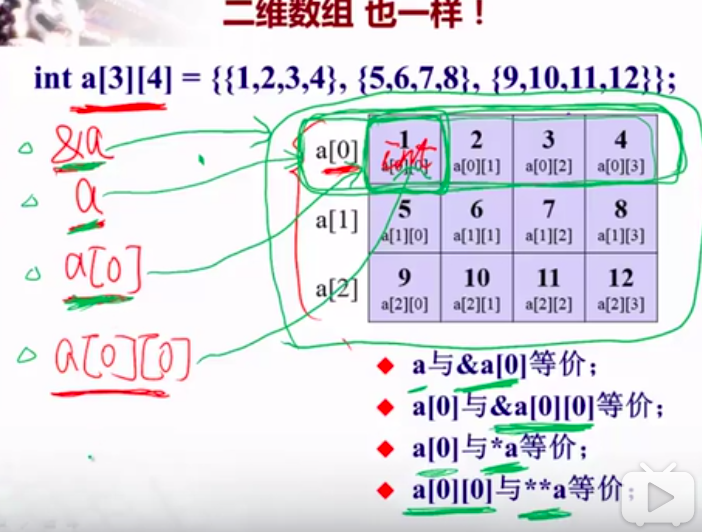 二维数组 也一样！
int a[3][4] = {{1,2,3,4}, {5,6,7,8}, {9,10,11,12}};
&a
a
a[0]
a[0][0]
a[0] 1 2 3 4
int
a[0][0] a[0][1] a[0][2] a[0][3]
a[1] 5 6 7 8
a[1][0] a[1][1] a[1][2] a[1][3]
a[2] 9 10 11 12
a[2][0] a[2][1] a[2][2] a[2][3]
a与&a[0]等价；
a[0]与&a[0][0]等价；
a[0]与*a等价；
a[0][0]与**a等价；